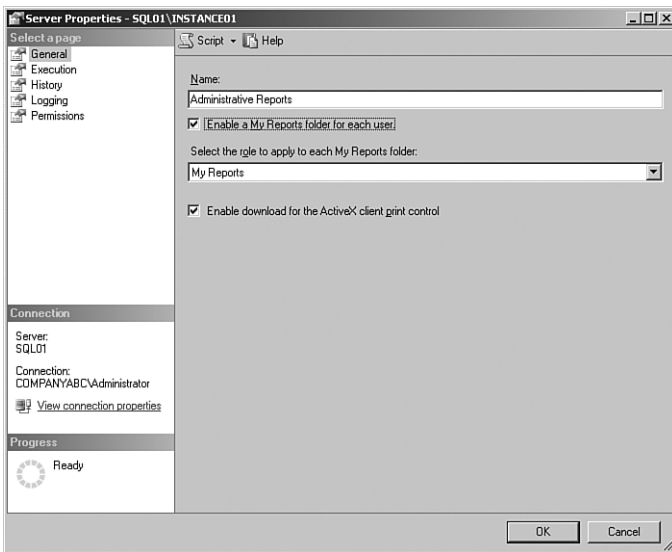 Server Properties - SQL01\INSTANCE01
Select a page
General
Execution
History
Logging
Permissions
Script Help
Name:
Administrative Reports
Enable a My Reports folder for each user
Select the role to apply to each My Reports folder:
My Reports
Enable download for the ActiveX client print control
Connection
Server:
SQL01
Connection:
COMPANYABC\Administrator
View connection properties
Progress
Ready
OK Cancel